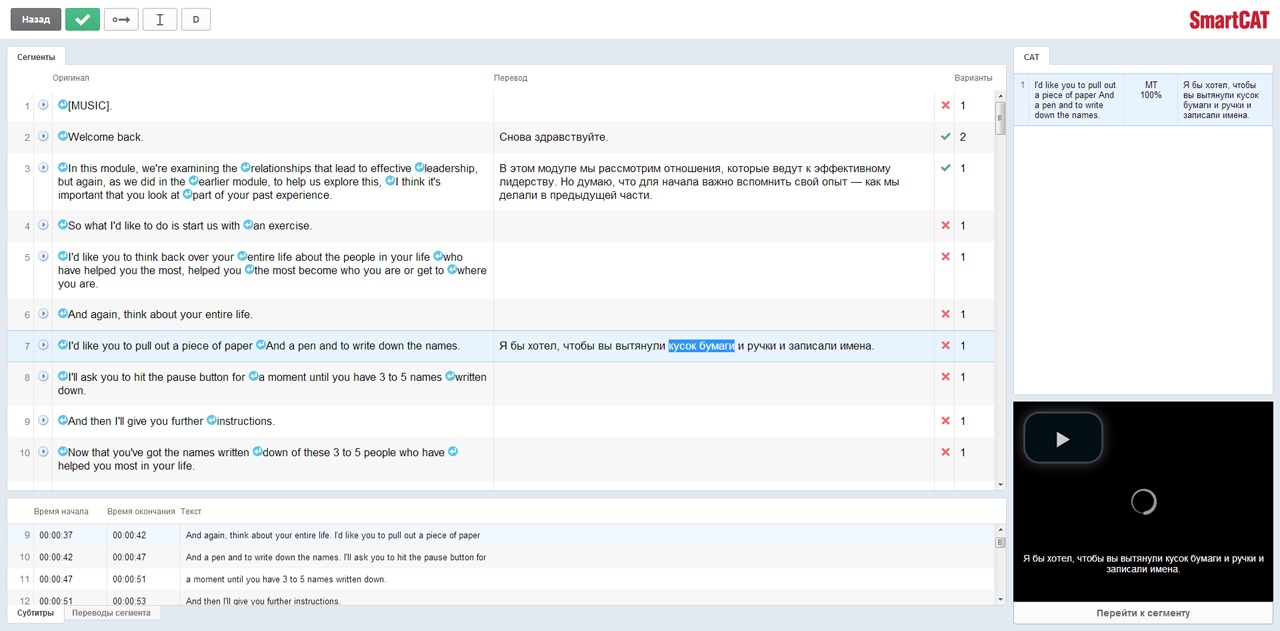 Назад
D
SmartCAT
Сегменты
Оригинал Перевод Варианты
1 [MUSIC]. 1
2 Welcome back. Снова здравствуйте. 2
3 In this module, we're examining the relationships that lead to effective leadership, В этом модуле мы рассмотрим отношения, которые ведут к эффективному 1
but again, as we did in the earlier module, to help us explore this, I think it's лидерству. Но думаю, что для начала важно вспомнить свой опыт — как мы
important that you look at part of your past experience. делали в предыдущей части.
4 So what I'd like to do is start us with an exercise. 1
5 I'd like you to think back over your entire life about the people in your life who 1
have helped you the most, helped you the most become who you are or get to where
you are.
6 And again, think about your entire life. 1
7 I'd like you to pull out a piece of paper And a pen and to write down the names. Я бы хотел, чтобы вы вытянули кусок бумаги и ручки и записали имена. 1
8 I'll ask you to hit the pause button for a moment until you have 3 to 5 names written 1
down.
9 And then I'll give you further instructions. 1
10 Now that you've got the names written down of these 3 to 5 people who have 1
helped you most in your life.
Время начала Время окончания Текст
9 00:00:37 00:00:42 And again, think about your entire life. I'd like you to pull out a piece of paper
10 00:00:42 00:00:47 And a pen and to write down the names. I'll ask you to hit the pause button for
11 00:00:47 00:00:51 a moment until you have 3 to 5 names written down.
12 00:00:51 00:00:53 And then I'll give you further instructions.
Субтитры Переводы сегмента
CAT
1 I'd like you to pull out MT Я бы хотел, чтобы
a piece of paper And 100% вы вытянули кусок
a pen and to write бумаги и ручки и
down the names. записали имена.
Я бы хотел, чтобы вы вытянули кусок бумаги и ручки и
записали имена.
Перейти к сегменту